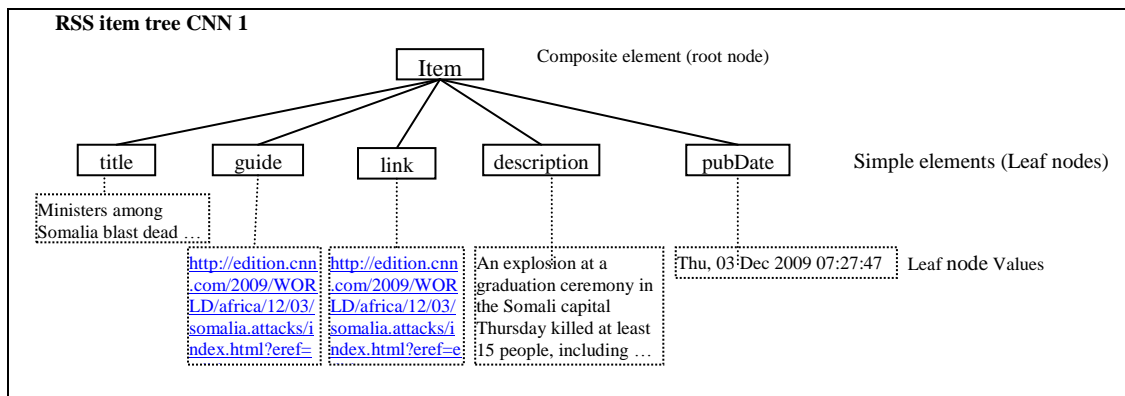 RSS item tree CNN 1
Item
Composite element (root node)
title
guide
link
description
pubDate
Simple elements (Leaf nodes)
Ministers among
Somalia blast dead …
http://edition.cnn
.com/2009/WOR
LD/africa/12/03/
somalia.attacks/i
ndex.html?eref=
http://edition.cnn
.com/2009/WOR
LD/africa/12/03/
somalia.attacks/i
ndex.html?eref=e
An explosion at a
graduation ceremony in
the Somali capital
Thursday killed at least
15 people, including …
Thu, 03 Dec 2009 07:27:47
Leaf node Values